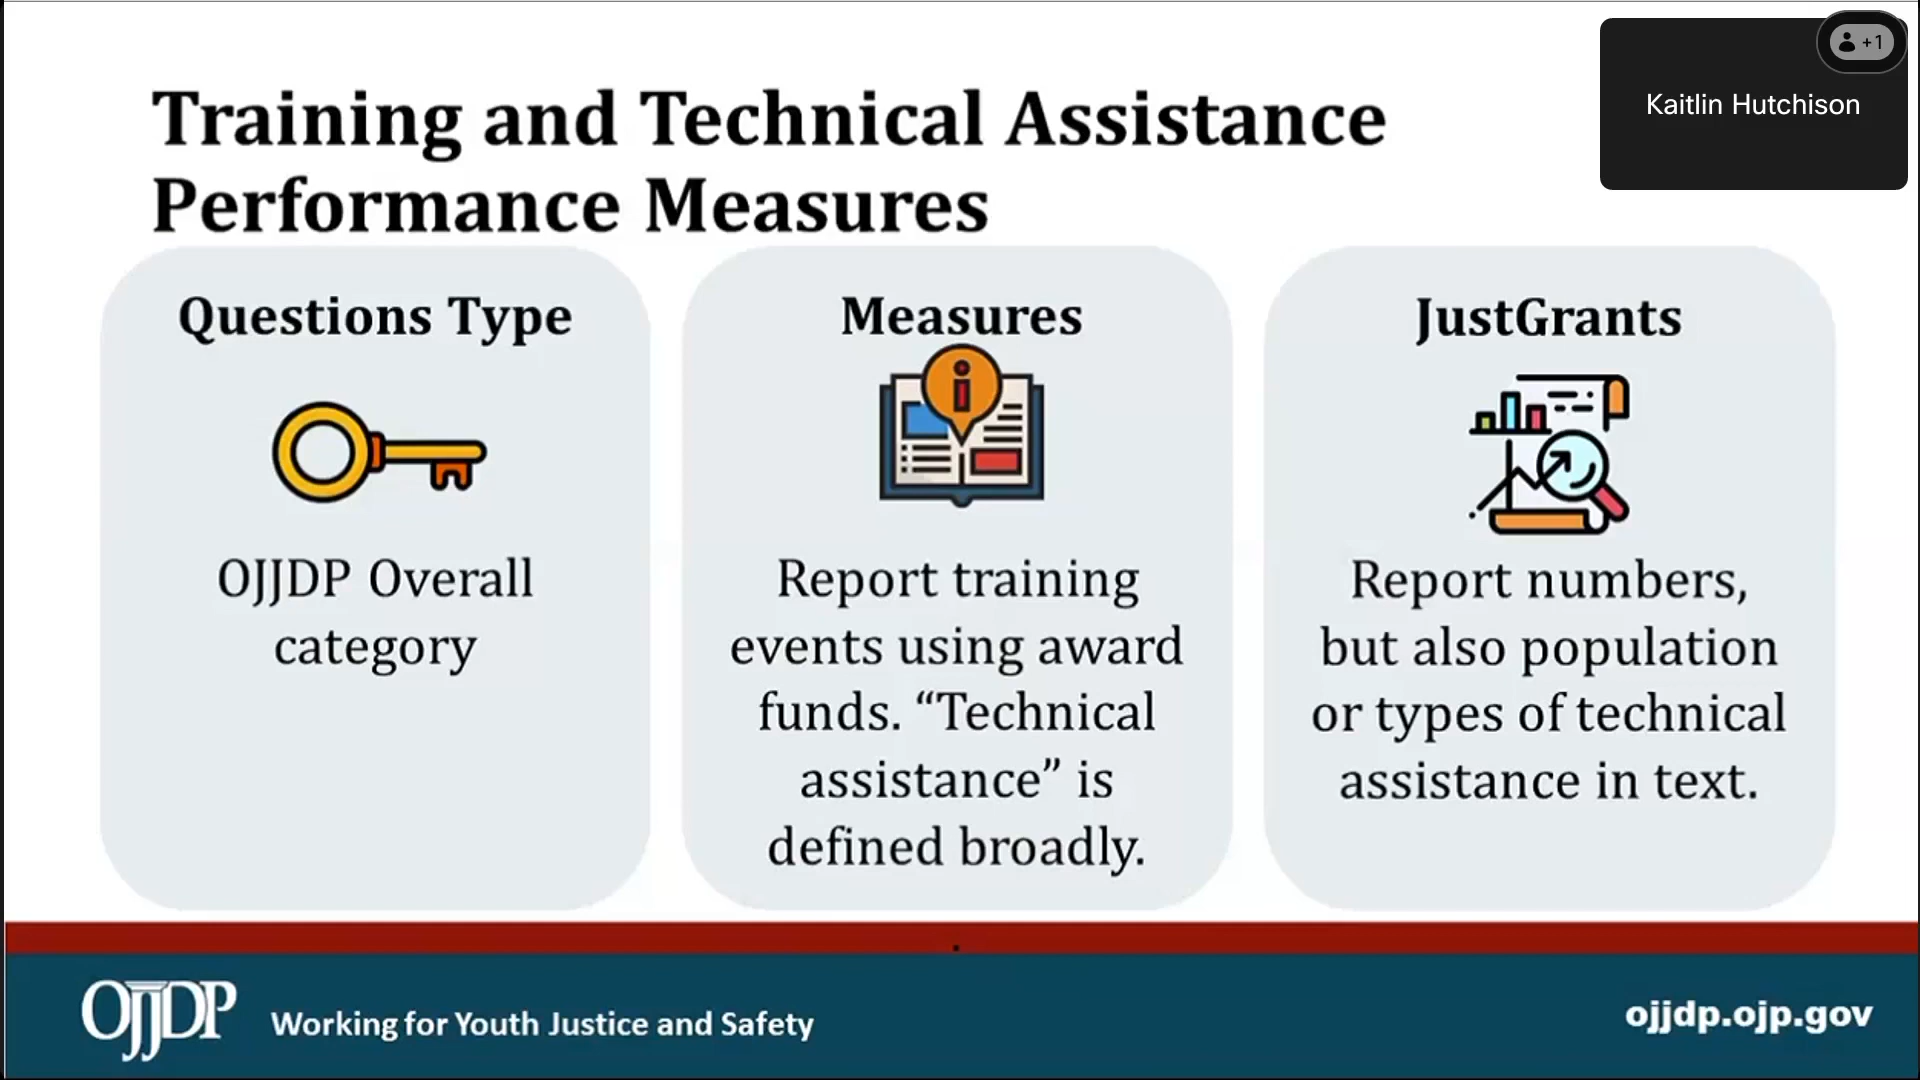 +1
Kaitlin Hutchison
Training and Technical Assistance
Performance Measures
Questions Type
OJJDP Overall
category
Measures
i
Report training
events using award
funds. “Technical
assistance” is
defined broadly.
JustGrants
Report numbers,
but also population
or types of technical
assistance in text.
OJJDP
Working for Youth Justice and Safety
ojjdp.ojp.gov